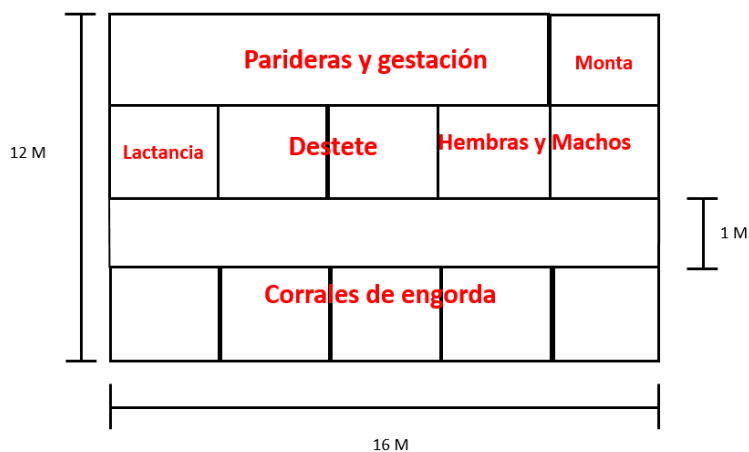 Parideras y gestación
Monta
12 M
Lactancia
Destete
Hembras y Machos
1 M
Corrales de engorda
16 M